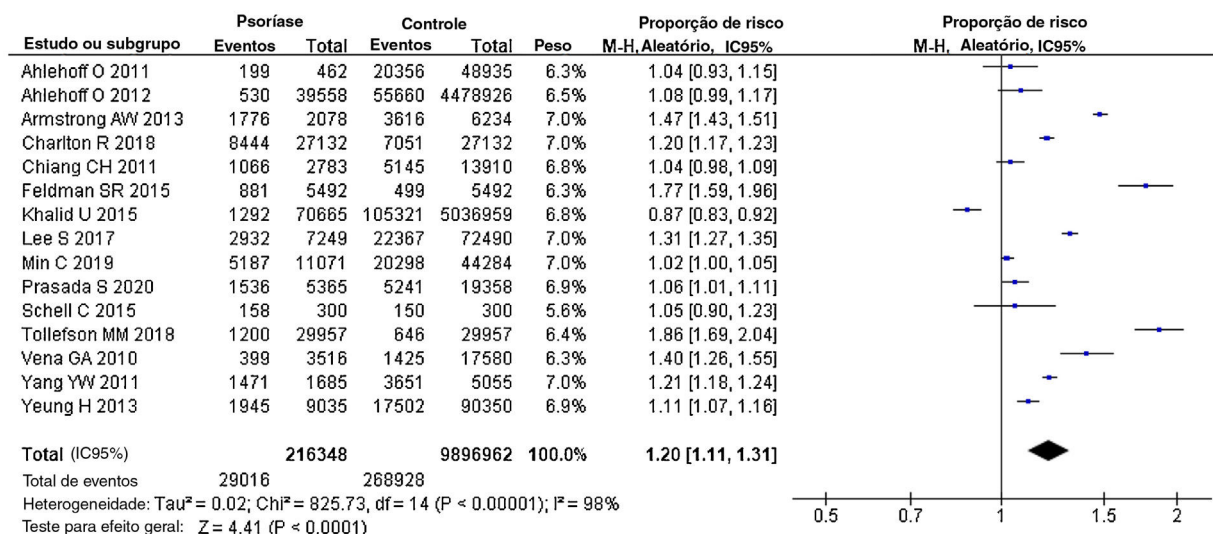 Psoríase Controle Proporção de risco Proporção de risco
Estudo ou subgrupo Eventos Total Eventos Total Peso M-H, Aleatório, IC95% M-H, Aleatório, IC95%
Ahlehoff O 2011 199 462 20356 48935 6.3% 1.04 [0.93, 1.15]
Ahlehoff O 2012 530 39558 55660 4478926 6.5% 1.08 [0.99, 1.17]
Armstrong AW 2013 1776 2078 3616 6234 7.0% 1.47 [1.43, 1.51]
Charlton R 2018 8444 27132 7051 27132 7.0% 1.20 [1.17, 1.23]
Chiang CH 2011 1066 2783 5145 13910 6.8% 1.04 [0.98, 1.09]
Feldman SR 2015 881 5492 499 5492 6.3% 1.77 [1.59, 1.96]
Khalid U 2015 1292 70665 105321 5036959 6.8% 0.87 [0.83, 0.92]
Lee S 2017 2932 7249 22367 72490 7.0% 1.31 [1.27, 1.35]
Min C 2019 5187 11071 20298 44284 7.0% 1.02 [1.00, 1.05]
Prasada S 2020 1536 5365 5241 19358 6.9% 1.06 [1.01, 1.11]
Schell C 2015 158 300 150 300 5.6% 1.05 [0.90, 1.23]
Tollefson MM 2018 1200 29957 646 29957 6.4% 1.86 [1.69, 2.04]
Vena GA 2010 399 3516 1425 17580 6.3% 1.40 [1.26, 1.55]
Yang YW 2011 1471 1685 3651 5055 7.0% 1.21 [1.18, 1.24]
Yeung H 2013 1945 9035 17502 90350 6.9% 1.11 [1.07, 1.16]
Total (IC95%) 216348 9896962 100.0% 1.20 [1.11, 1.31]
Total de eventos 29016 268928
Heterogeneidade: Tau² = 0.02; Chi² = 825.73, df = 14 (P < 0.00001); I² = 98%
Teste para efeito geral: Z = 4.41 (P < 0.0001)
0.5 0.7 1 1.5 2